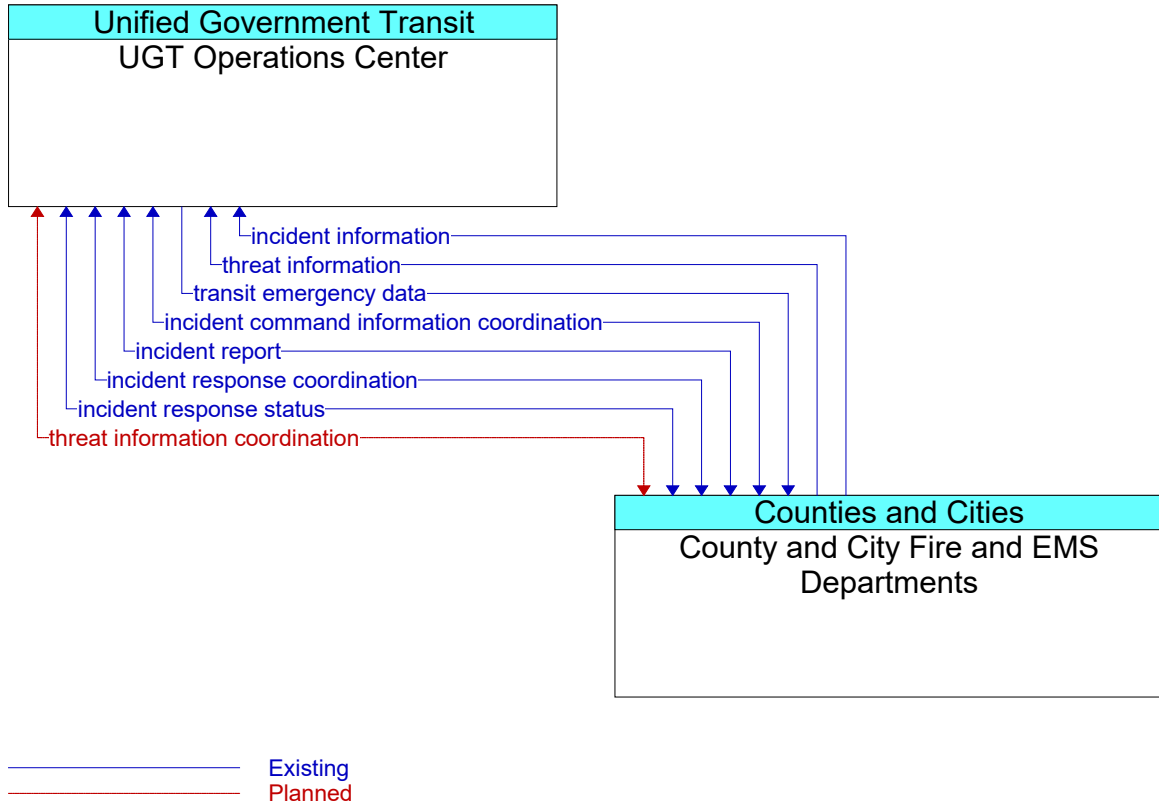 Unified Government Transit
UGT Operations Center
incident information
threat information
transit emergency data
incident command information coordination
incident report
incident response coordination
incident response status
threat information coordination
Counties and Cities
County and City Fire and EMS
Departments
Existing
Planned